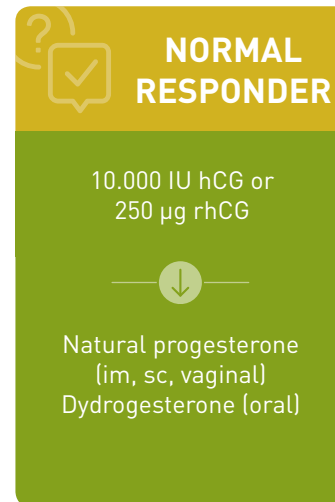 NORMAL
RESPONDER
10.000 IU hCG or
250 µg rhCG
Natural progesterone
(im, sc, vaginal)
Dydrogesterone (oral)